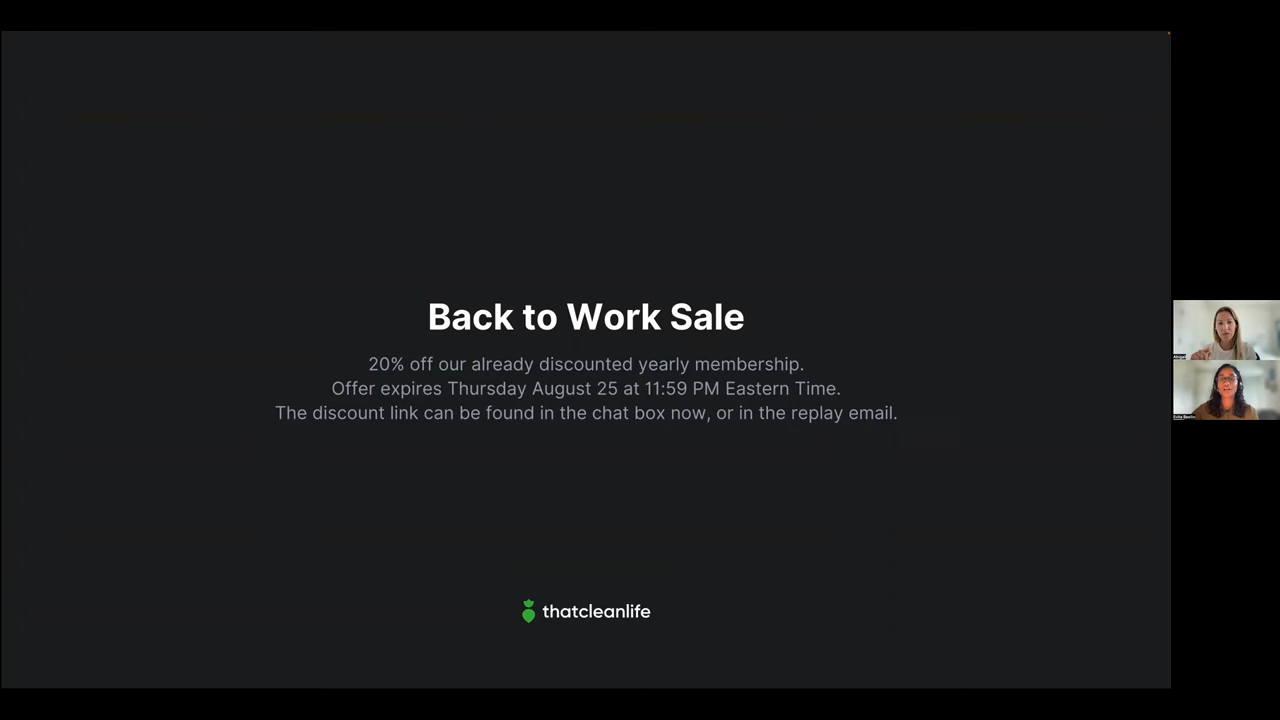 Back to Work Sale
20% off our already discounted yearly membership.
Offer expires Thursday August 25 at 11:59 PM Eastern Time.
The discount link can be found in the chat box now, or in the replay email.
thatcleanlife